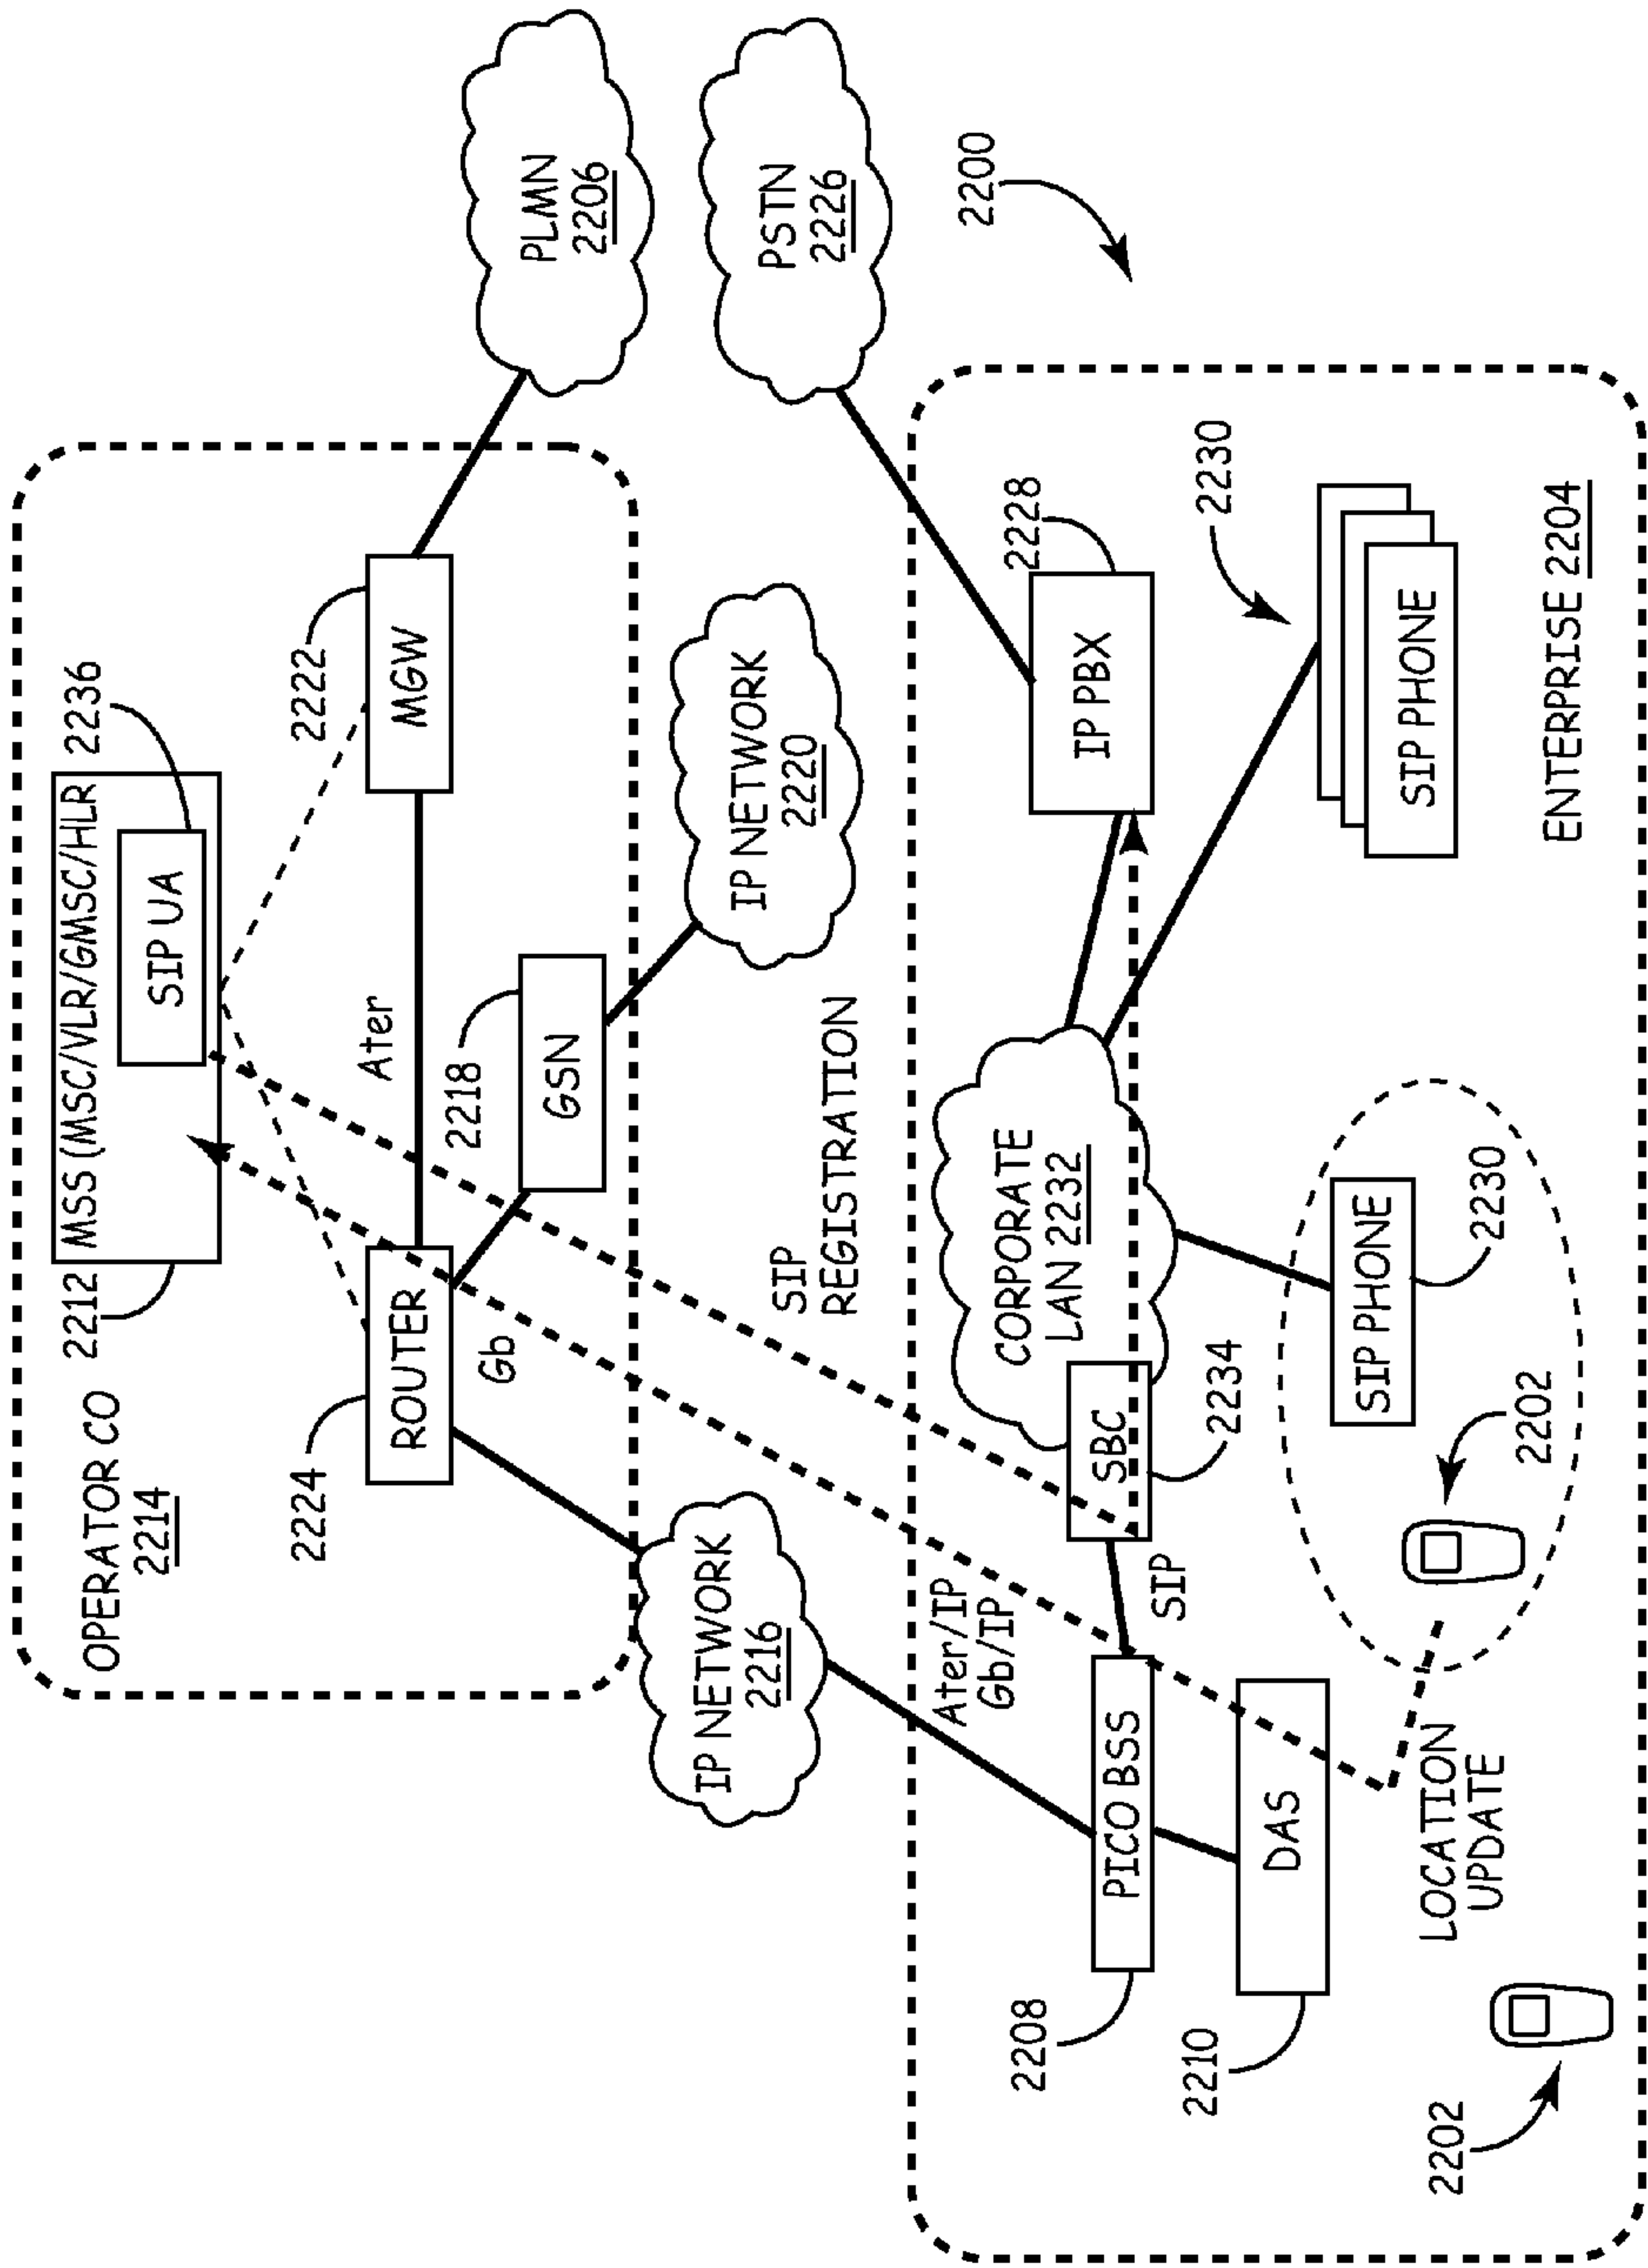 OPERATOR CO
2214
2212
MSS (MSC/VLR/GMSC/HLR
SIP UA
2236
2224
ROUTER
Ater
2222
MGW
Gb
2218
GSN
PLMN
2206
IP NETWORK
2216
IP NETWORK
2220
PSTN
2226
SIP
REGISTRATION
2200
Ater/IP
Gb/IP
2208
PICO BSS
SIP
SBC
2234
CORPORATE
LAN 2232
2228
IP PBX
2210
DAS
2230
SIP PHONE
SIP PHONE
2230
LOCATION
UPDATE
2202
2202
ENTERPRISE 2204